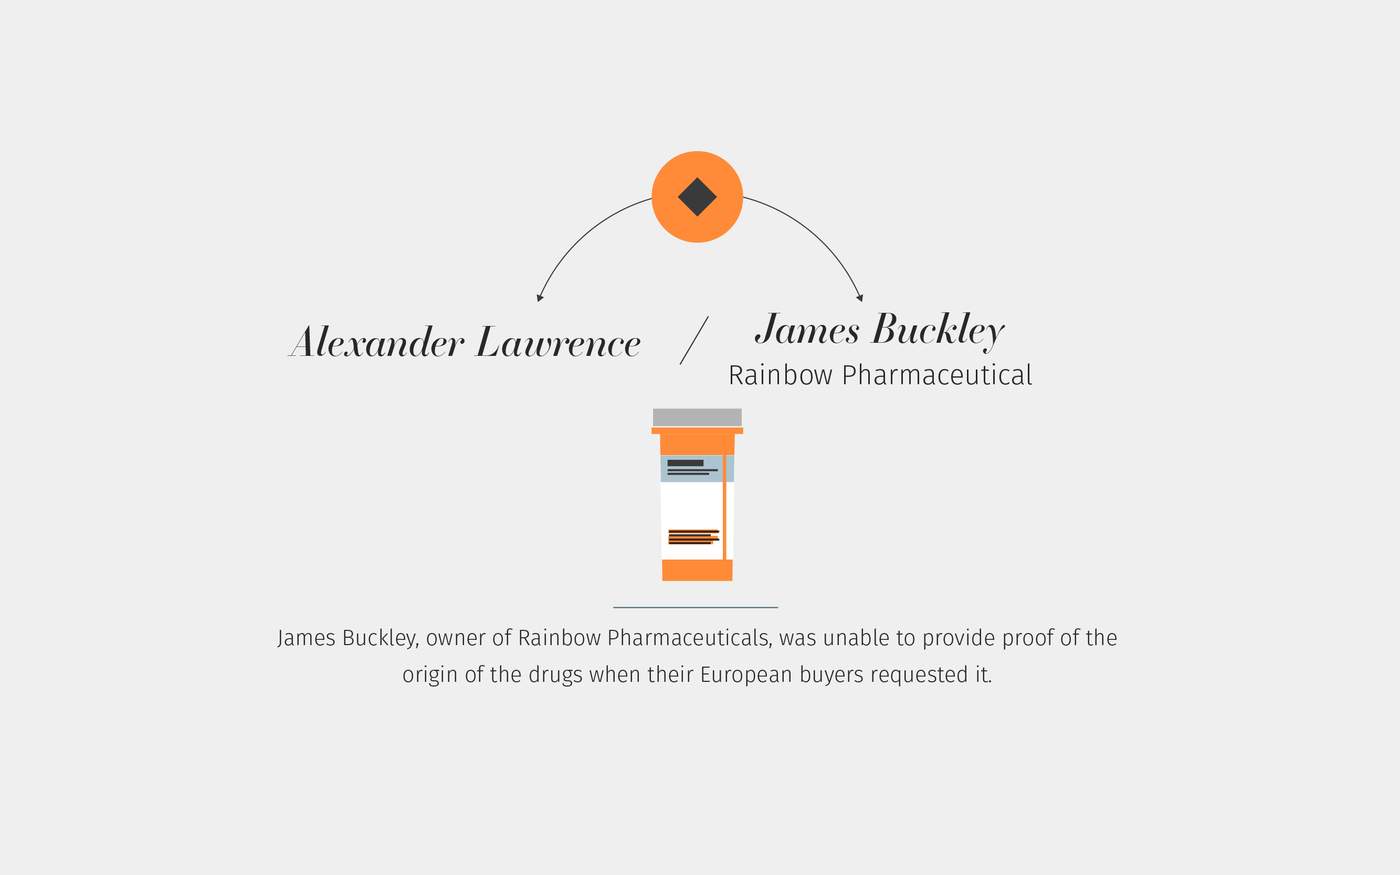 Alexander Lawrence
James Buckley
Rainbow Pharmaceutical
James Buckley, owner of Rainbow Pharmaceuticals, was unable to provide proof of the
origin of the drugs when their European buyers requested it.